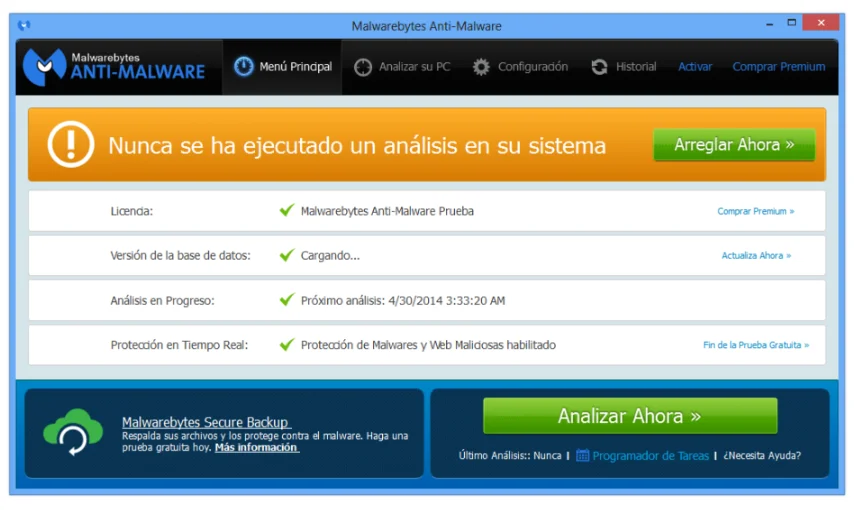 Malwarebytes Anti-Malware
Malwarebytes
ANTI-MALWARE
Menú Principal
Analizar su PC
Configuración
Historial
Activar
Comprar Premium
Nunca se ha ejecutado un análisis en su sistema
Arreglar Ahora »
Licencia:
Malwarebytes Anti-Malware Prueba
Comprar Premium »
Versión de la base de datos:
Cargando...
Actualiza Ahora »
Análisis en Progreso:
Próximo análisis: 4/30/2014 3:33:20 AM
Protección en Tiempo Real:
Protección de Malwares y Web Maliciosas habilitado
Fin de la Prueba Gratuita »
Malwarebytes Secure Backup
Respalda sus archivos y los protege contra el malware. Haga una
prueba gratuita hoy. Más información
Analizar Ahora »
Último Análisis:: Nunca | Programador de Tareas | ¿Necesita Ayuda?